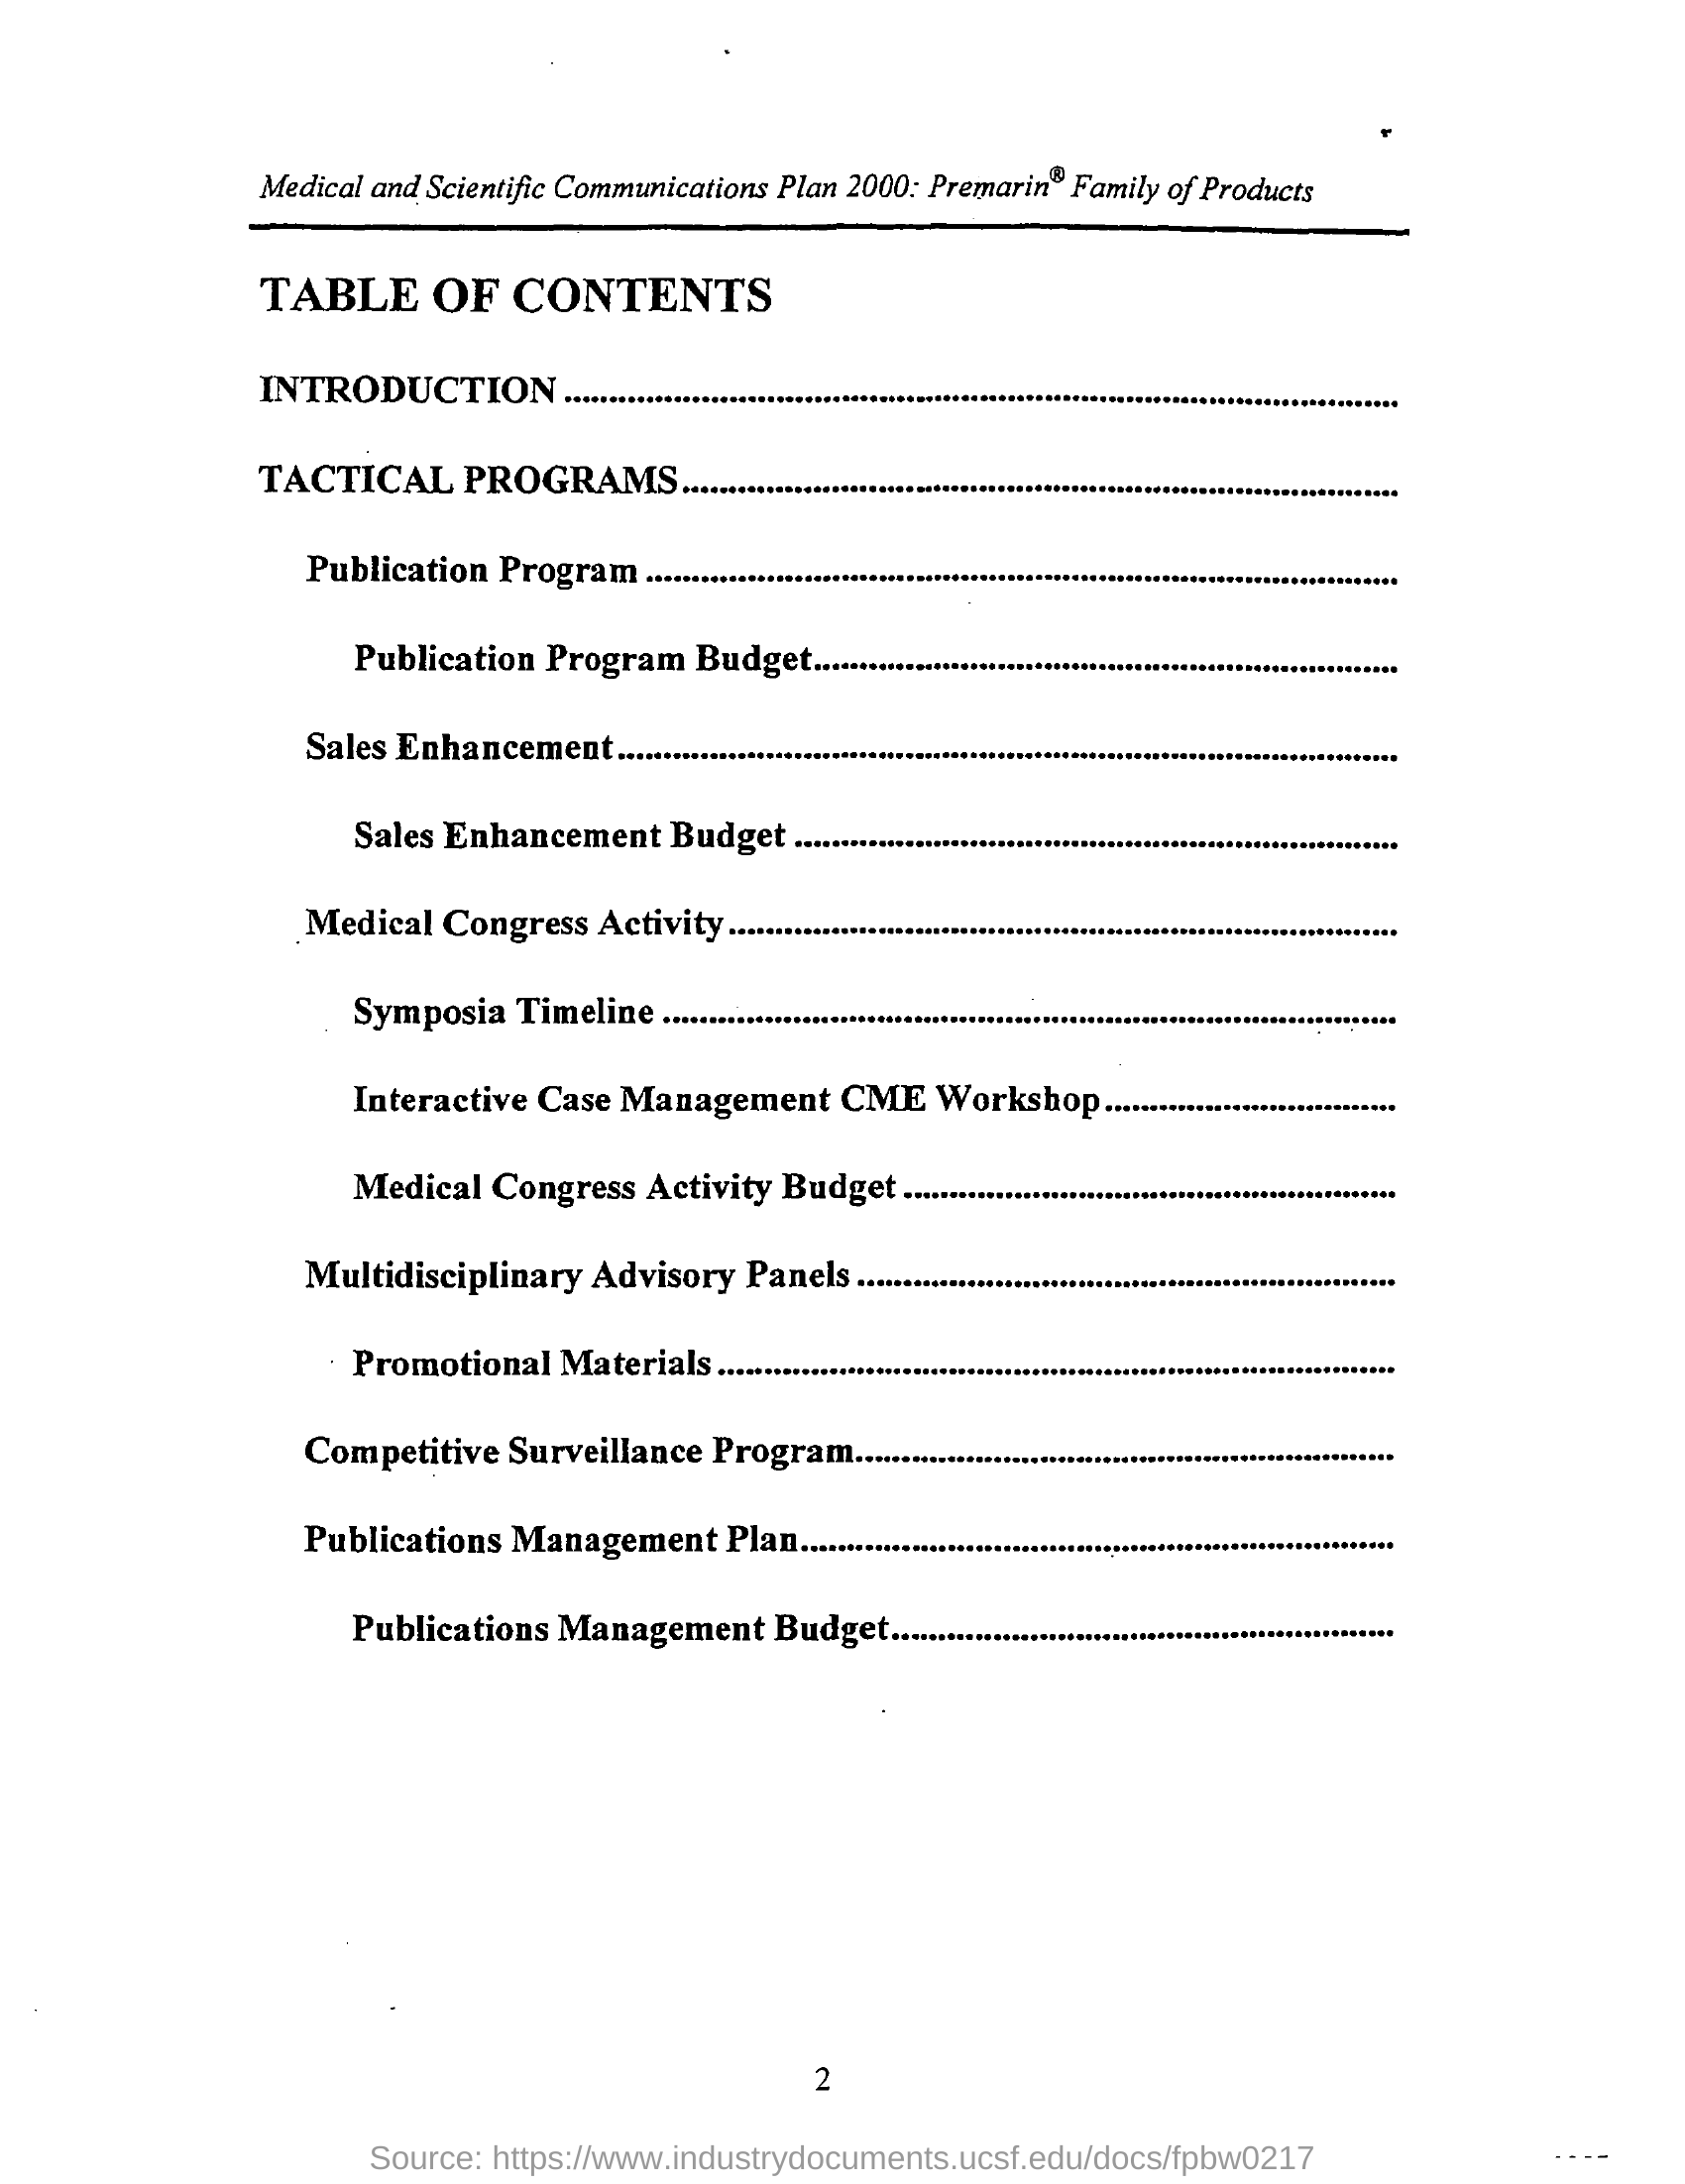 Medical and Scientific Communications Plan 2000: Premarin® Family of Products
TABLE OF CONTENTS
INTRODUCTION
TACTICAL PROGRAMS
Publication Program
Publication Program Budget
Sales Enhancement
Sales Enhancement Budget
Medical Congress Activity
Symposia Timeline
Interactive Case Management CME Workshop
Medical Congress Activity Budget
Multidisciplinary Advisory Panels
Promotional Materials
Competitive Surveillance Program
Publications Management Plan
Publications Management Budget
2
Source: https://www.industrydocuments.ucsf.edu/docs/fpbw0217